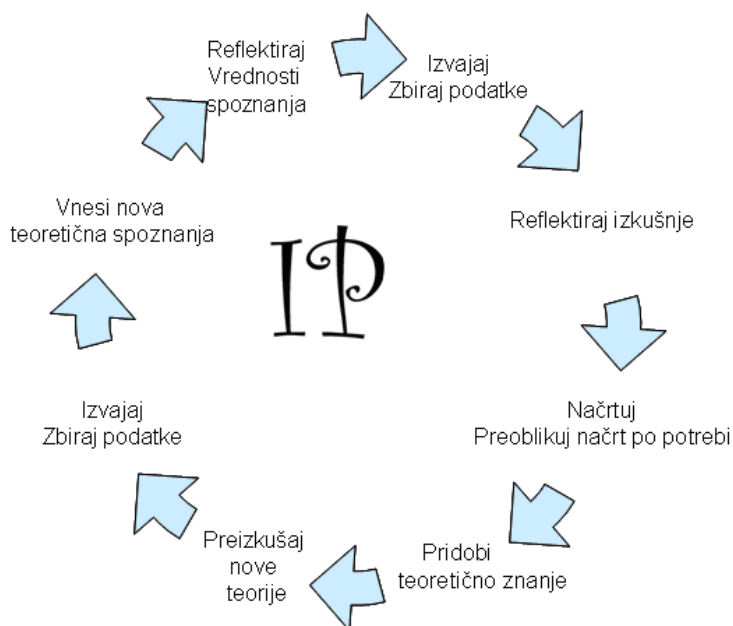 Reflektiraj
Vrednosti
spoznanja
Izvajaj
Zbiraj podatke
Reflektiraj izkušnje
Načrtuj
Preoblikuj načrt po potrebi
Pridobi
teoretično znanje
Preizkušaj
nove
teorije
Izvajaj
Zbiraj podatke
Vnesi nova
teoretična spoznanja
IP